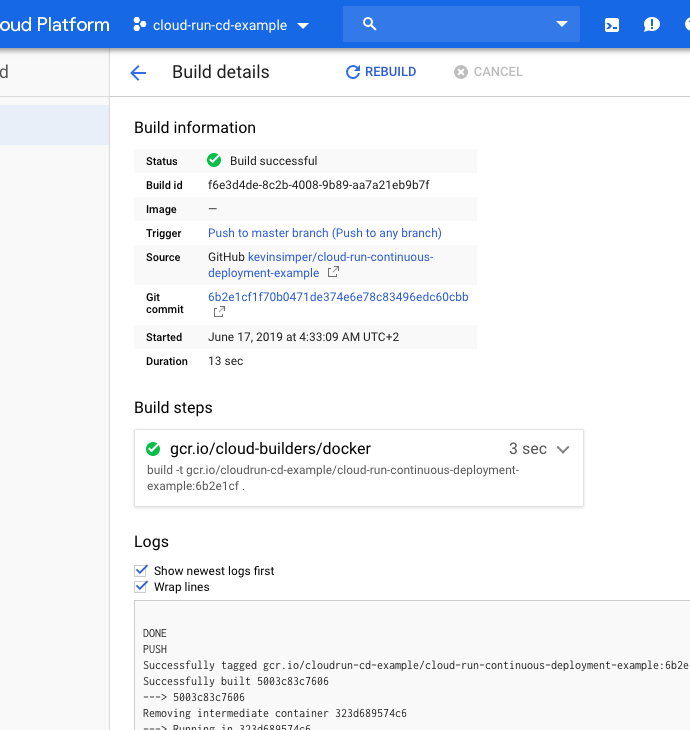 oud Platform cloud-run-cd-example
d Build details REBUILD CANCEL
Build information
Status Build successful
Build id f6e3d4de-8c2b-4008-9b89-aa7a21eb9b7f
Image —
Trigger Push to master branch (Push to any branch)
Source GitHub kevinsimper/cloud-run-continuous-
deployment-example
Git 6b2e1cf1f70b0471de374e6e78c83496edc60cbb
commit
Started June 17, 2019 at 4:33:09 AM UTC+2
Duration 13 sec
Build steps
gcr.io/cloud-builders/docker 3 sec
build -t gcr.io/cloudrun-cd-example/cloud-run-continuous-deployment-
example:6b2e1cf .
Logs
Show newest logs first
Wrap lines
DONE
PUSH
Successfully tagged gcr.io/cloudrun-cd-example/cloud-run-continuous-deployment-example:6b2e
Successfully built 5003c83c7606
---> 5003c83c7606
Removing intermediate container 323d689574c6
---> Running in 323d689574c6